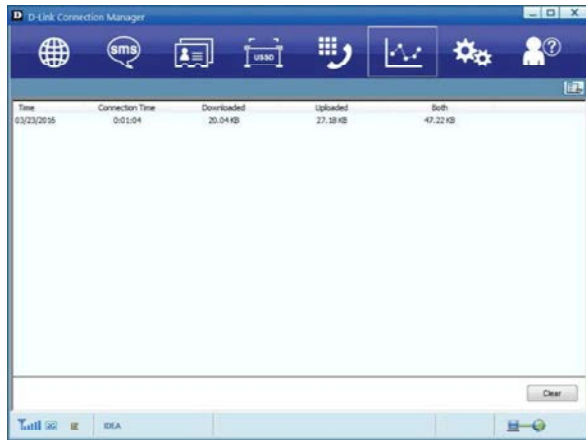 D D-Link Connection Manager
sms
USSD
Time Connection Time Downloaded Uploaded Both
03/23/2016 0:01:04 20.04 KB 27.18 KB 47.22 KB
Clear
3G IDEA